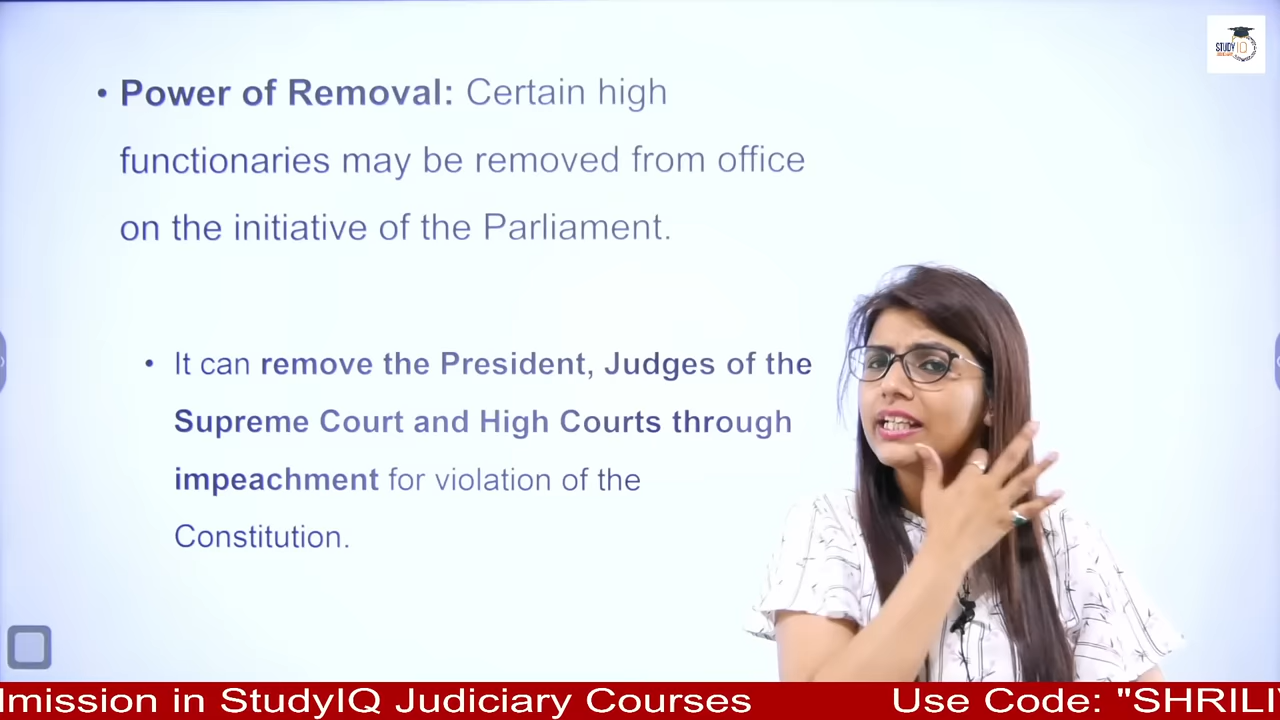 • Power of Removal: Certain high
functionaries may be removed from office
on the initiative of the Parliament.
• It can remove the President, Judges of the
Supreme Court and High Courts through
impeachment for violation of the
Constitution.
STUDY IQ
mission in StudyIQ Judiciary Courses Use Code: "SHRILI